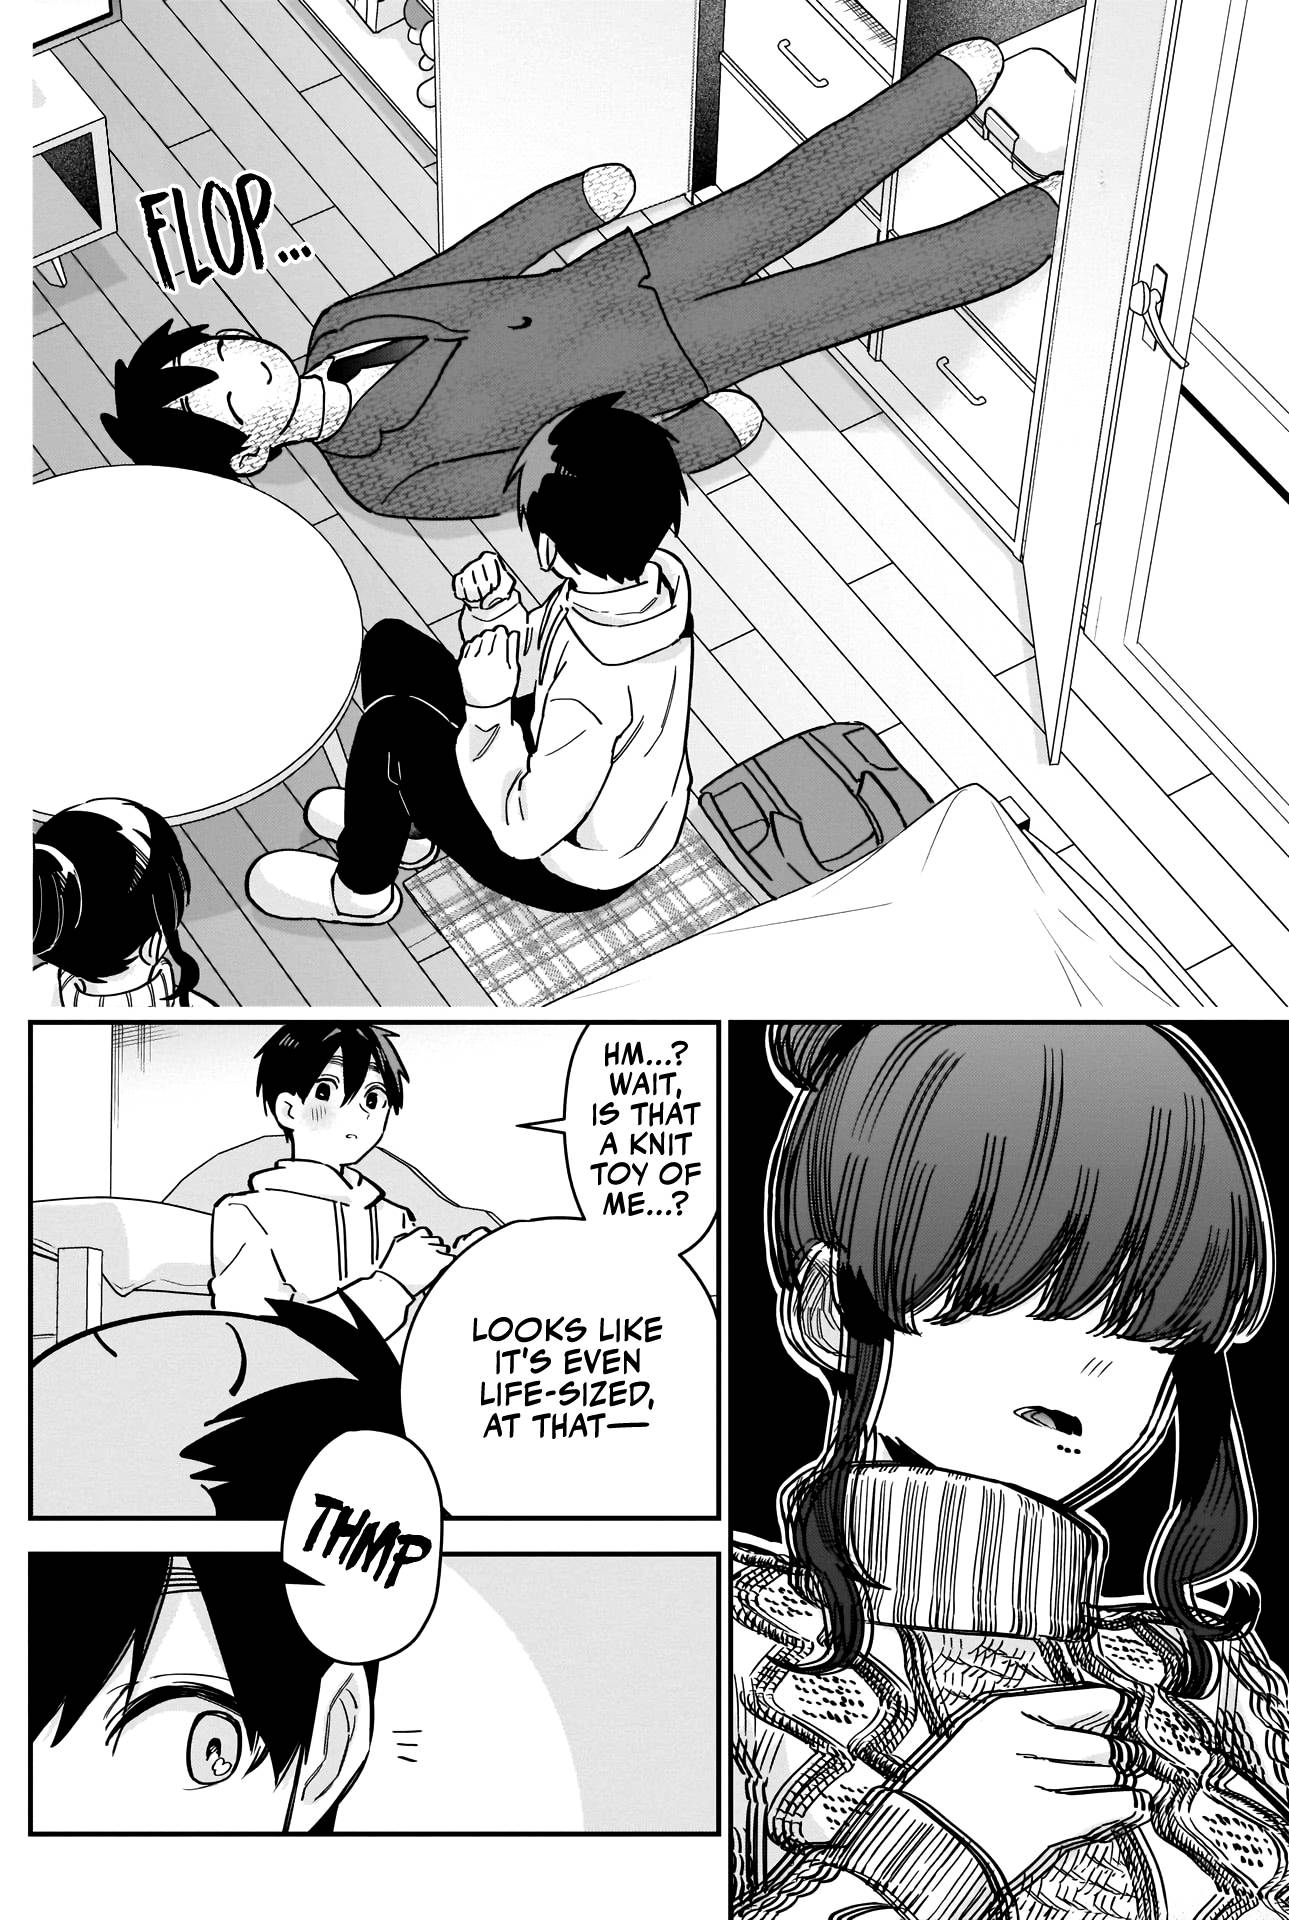 FLOP...
HM...?
WAIT,
IS THAT
A KNIT
TOY OF
ME...?
LOOKS LIKE
IT'S EVEN
LIFE-SIZED,
AT THAT—
THMP